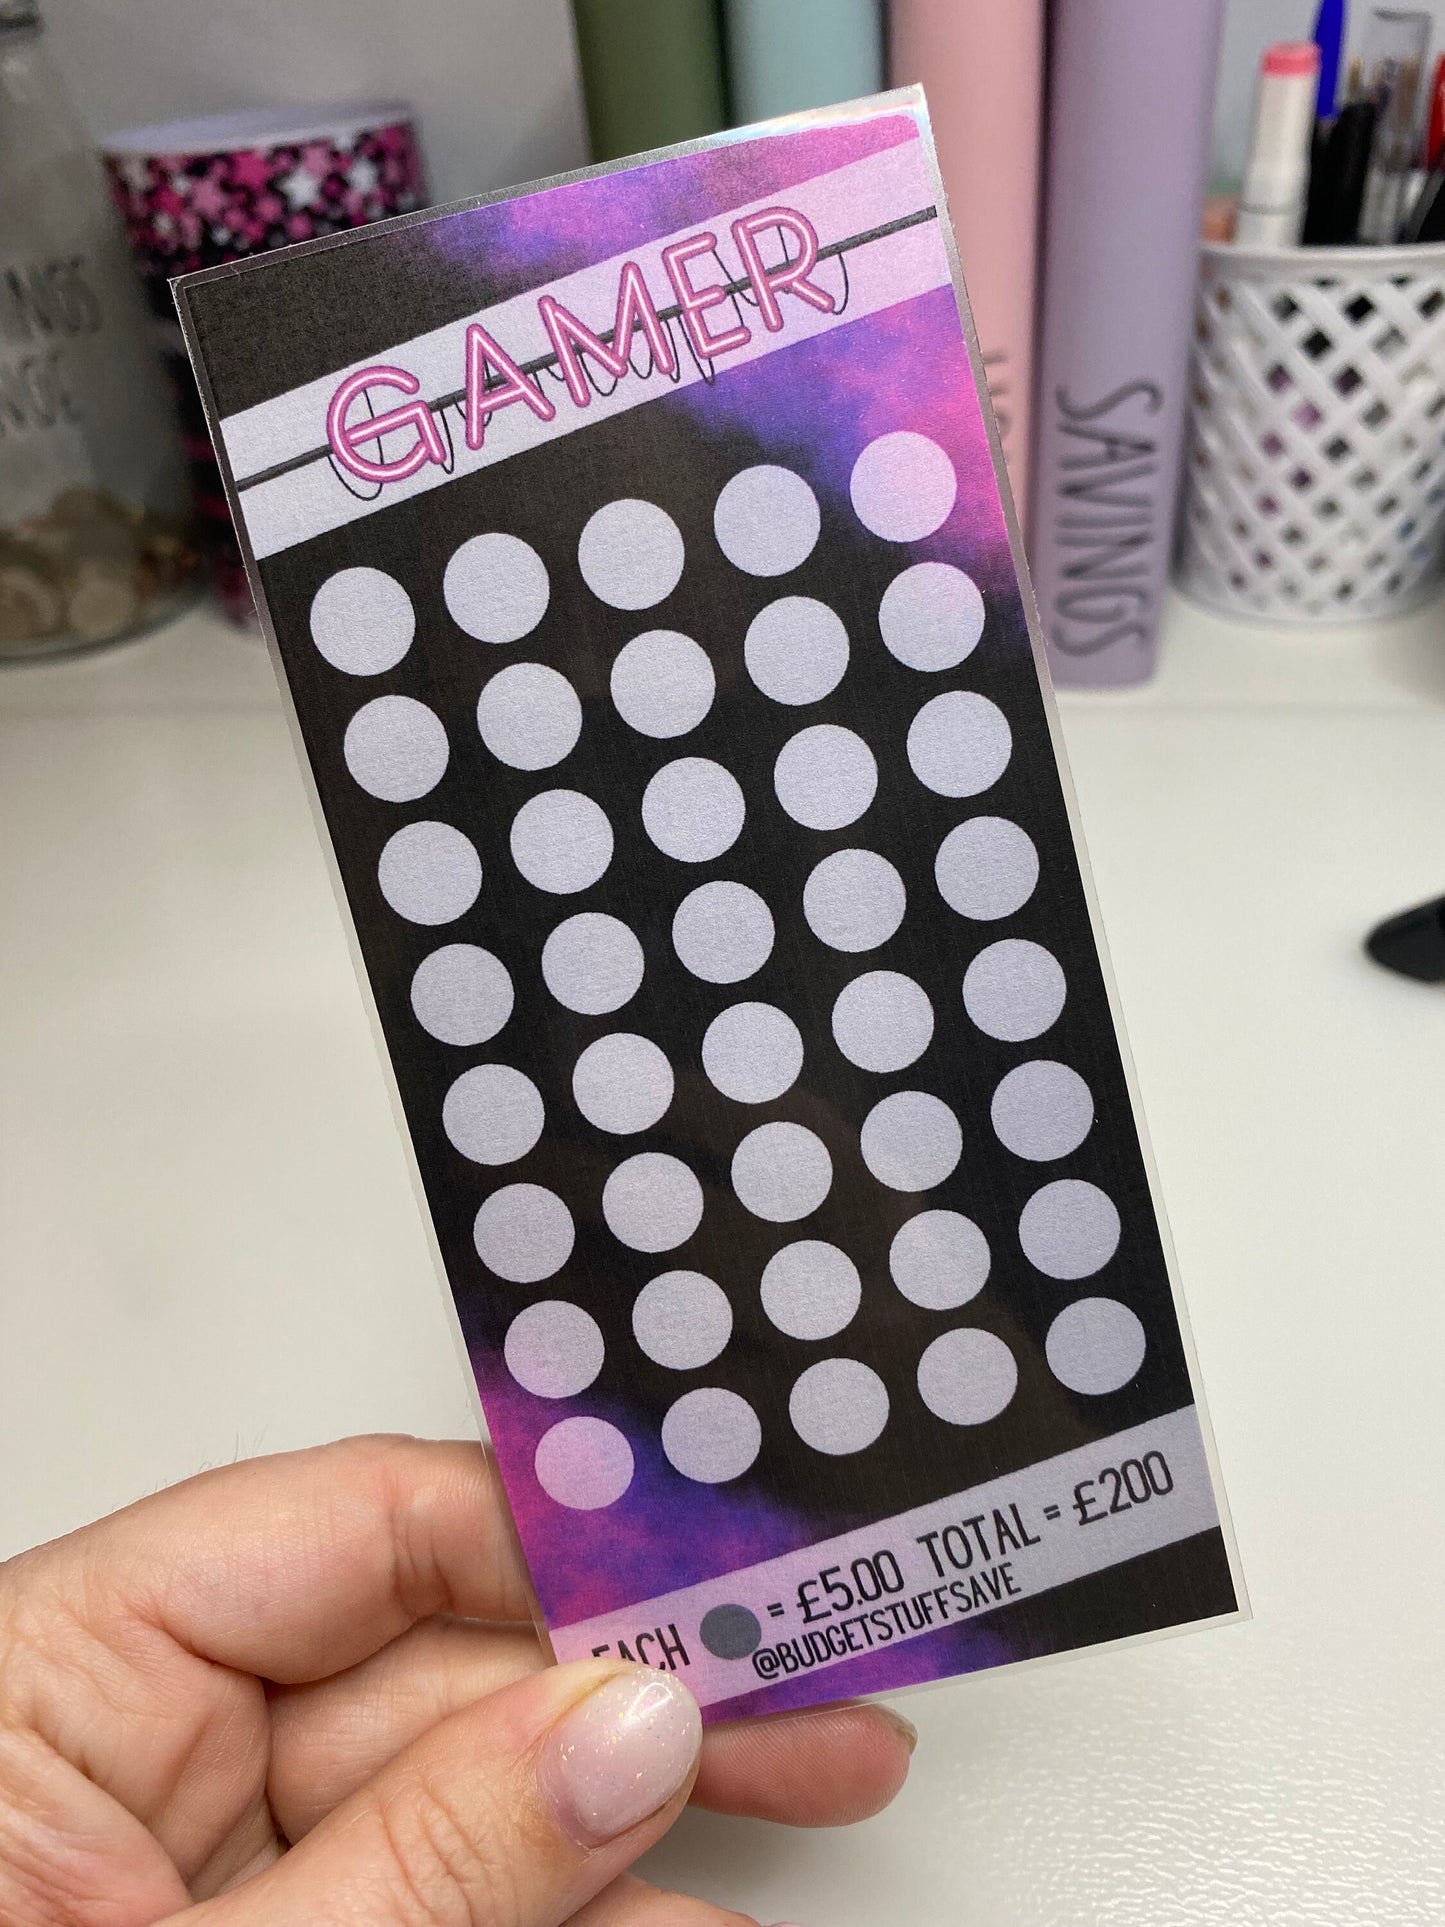 GAMER
EACH = £5.00 TOTAL = £200
@BUDGETSTUFFSAVE
SAVINGS